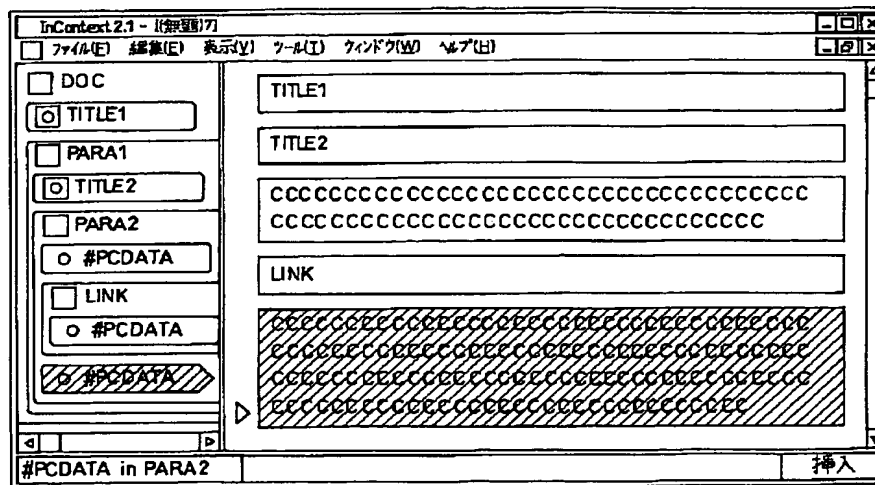 InContext 2.1 - [(無題)7]
ファイル(E) 編集(E) 表示(V) ツール(T) ウィンドウ(W) ヘルプ(H)
DOC
TITLE1
PARA1
TITLE2
PARA2
#PCDATA
LINK
#PCDATA
#PCDATA
TITLE1
TITLE2
CCCCCCCCCCCCCCCCCCCCCCCCCCCCCC
CCCCCCCCCCCCCCCCCCCCCCCCCCC
LINK
#PCDATA in PARA2
挿入